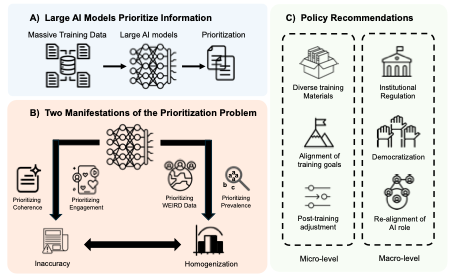 A) Large AI Models Prioritize Information
Massive Training Data
Large AI models
Prioritization
B) Two Manifestations of the Prioritization Problem
Prioritizing
Coherence
Prioritizing
Engagement
Prioritizing
WEIRD Data
Prioritizing
Prevalence
b
c
Inaccuracy
Homogenization
C) Policy Recommendations
Diverse training
Materials
Alignment of
training goals
Post-training
adjustment
Micro-level
Institutional
Regulation
Democratization
Re-alignment of
AI role
Macro-level